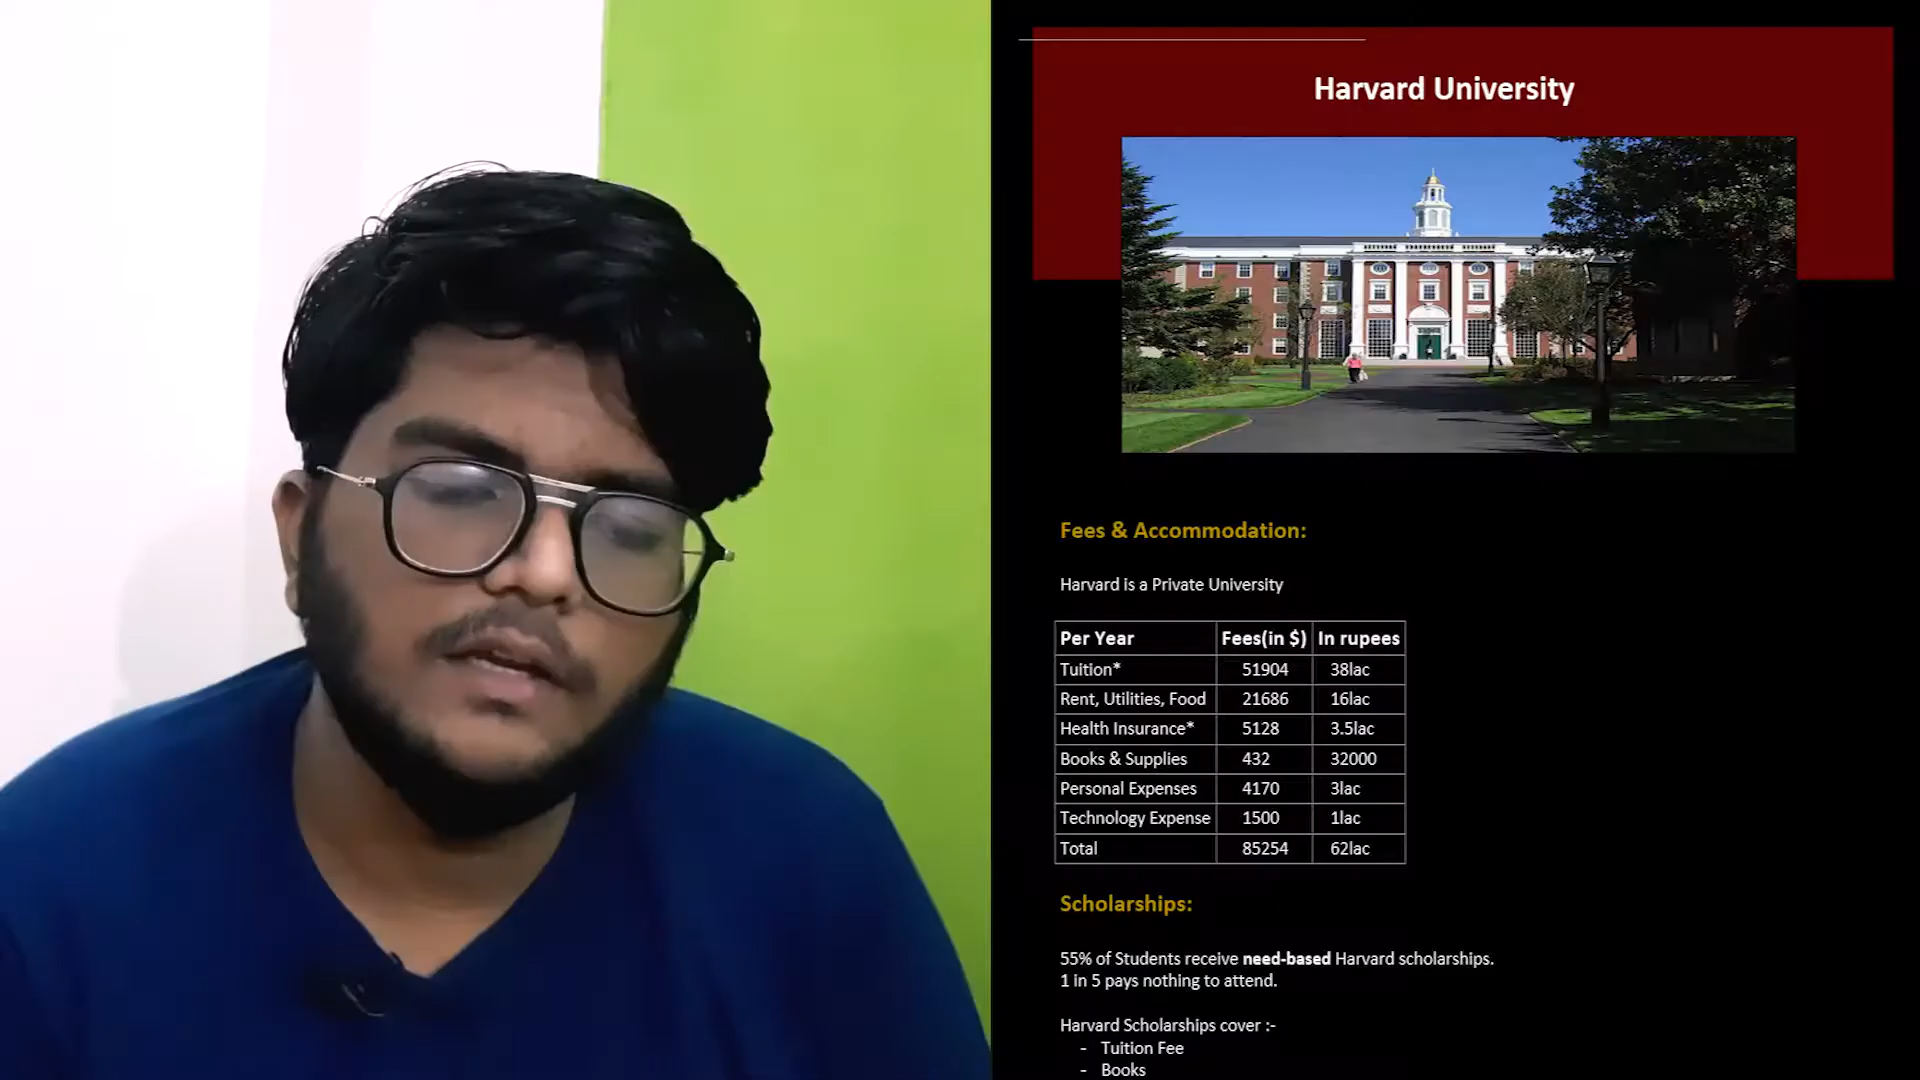 Harvard University
Fees & Accommodation:
Harvard is a Private University
Per Year Fees(in $) In rupees
Tuition* 51904 38lac
Rent, Utilities, Food 21686 16lac
Health Insurance* 5128 3.5lac
Books & Supplies 432 32000
Personal Expenses 4170 3lac
Technology Expense 1500 1lac
Total 85254 62lac
Scholarships:
55% of Students receive need-based Harvard scholarships.
1 in 5 pays nothing to attend.
Harvard Scholarships cover :-
- Tuition Fee
- Books